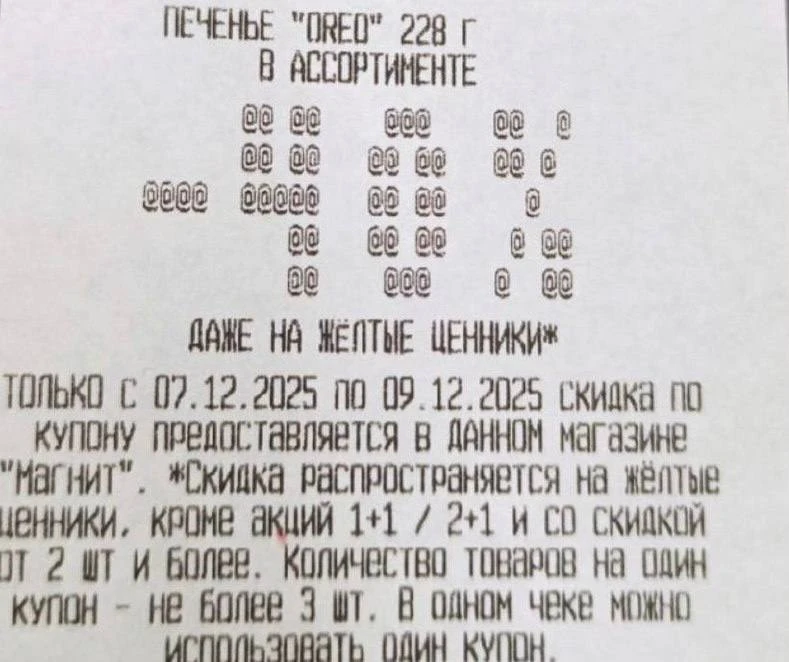 ПЕЧЕНЬЕ "OREO" 228 Г
В АССОРТИМЕНТЕ
-40%
ДАЖЕ НА ЖЁЛТЫЕ ЦЕННИКИ*
ТОЛЬКО С 07.12.2025 ПО 09.12.2025 скидка по
купону предоставляется в данном магазине
"Магнит". *Скидка распространяется на жёлтые
ценники, кроме акций 1+1 / 2+1 и со скидкой
от 2 шт и более. Количество товаров на один
купон - не более 3 шт. В одном чеке можно
использовать один купон.